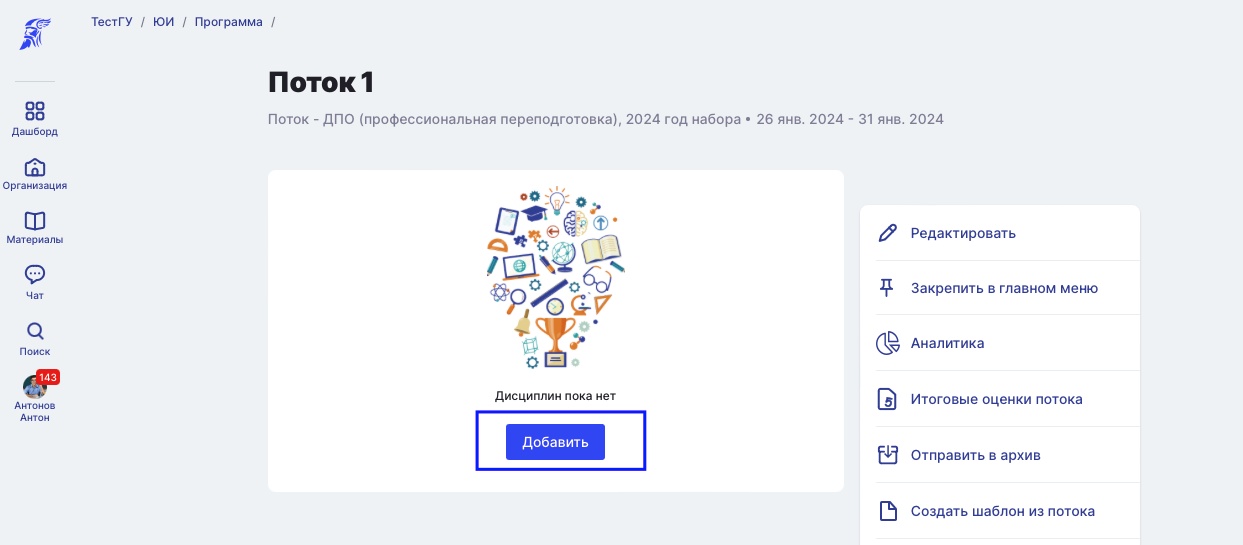 ТестГУ / ЮИ / Программа /
Поток 1
Поток - ДПО (профессиональная переподготовка), 2024 год набора • 26 янв. 2024 - 31 янв. 2024
Дашборд
Организация
Материалы
Чат
Поиск
143
Антонов
Антон
Дисциплин пока нет
Добавить
Редактировать
Закрепить в главном меню
Аналитика
5
Итоговые оценки потока
Отправить в архив
Создать шаблон из потока